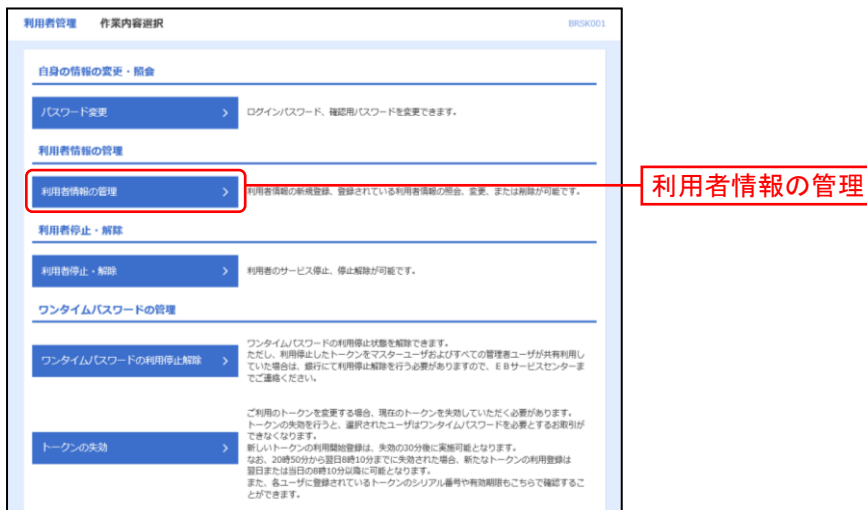 利用者管理 作業内容選択 BRSK001
自身の情報の変更・照会
パスワード変更 ログインパスワード、確認用パスワードを変更できます。
利用者情報の管理
利用者情報の管理 利用者情報の新規登録、登録されている利用者情報の照会、変更、または削除が可能です。
利用者情報の管理
利用者停止・解除
利用者停止・解除 利用者のサービス停止、停止解除が可能です。
ワンタイムパスワードの管理
ワンタイムパスワードの利用停止解除
ワンタイムパスワードの利用停止状態を解除できます。
ただし、利用停止したトークンをマスターユーザおよびすべての管理者ユーザが共有利用し
ていた場合は、銀行にて利用停止解除を行う必要がありますので、EBサービスセンターま
でご連絡ください。
トークンの失効
ご利用のトークンを変更する場合、現在のトークンを失効していただく必要があります。
トークンの失効を行うと、選択されたユーザはワンタイムパスワードを必要とするお取引が
できなくなります。
新しいトークンの利用開始登録は、失効の30分後に実施可能となります。
なお、20時50分から翌日8時10分までに失効された場合、新たなトークンの利用登録は
翌日または当日の8時10分以降に可能となります。
また、各ユーザに登録されているトークンのシリアル番号や有効期限もこちらで確認するこ
とができます。